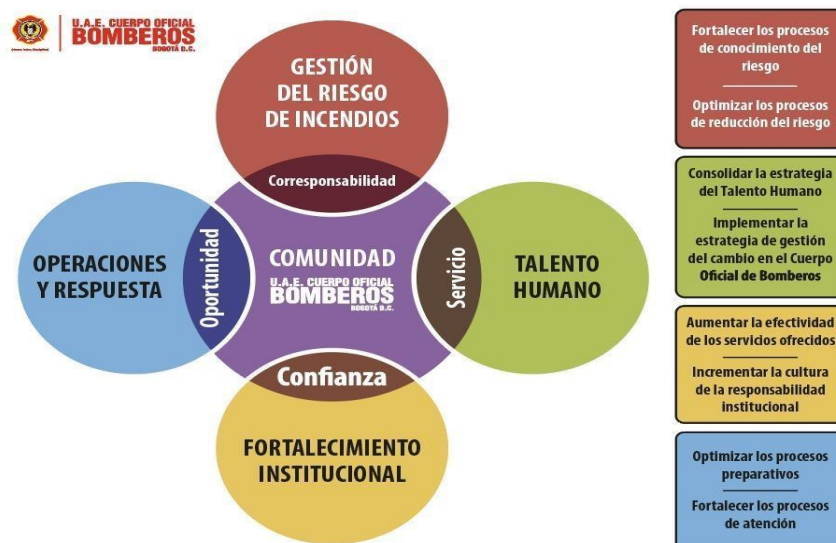 U.A.E. CUERPO OFICIAL
BOMBEROS
BOGOTÁ D.C.
GESTIÓN
DEL RIESGO
DE INCENDIOS
Corresponsabilidad
OPERACIONES
Y RESPUESTA
Oportunidad
COMUNIDAD
U.A.E. CUERPO OFICIAL
BOMBEROS
BOGOTÁ D.C.
Servicio
TALENTO
HUMANO
Confianza
FORTALECIMIENTO
INSTITUCIONAL
Fortalecer los procesos
de conocimiento del
riesgo
Optimizar los procesos
de reducción del riesgo
Consolidar la estrategia
del Talento Humano
Implementar la
estrategia de gestión
del cambio en el Cuerpo
Oficial de Bomberos
Aumentar la efectividad
de los servicios ofrecidos
Incrementar la cultura
de la responsabilidad
institucional
Optimizar los procesos
preparativos
Fortalecer los procesos
de atención